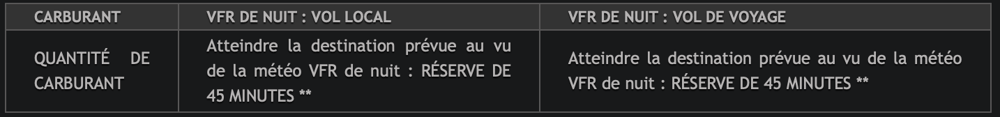 CARBURANT
VFR DE NUIT : VOL LOCAL
VFR DE NUIT : VOL DE VOYAGE
QUANTITÉ DE
CARBURANT
Atteindre la destination prévue au vu
de la météo VFR de nuit : RÉSERVE DE
45 MINUTES **
Atteindre la destination prévue au vu de la météo
VFR de nuit : RÉSERVE DE 45 MINUTES **